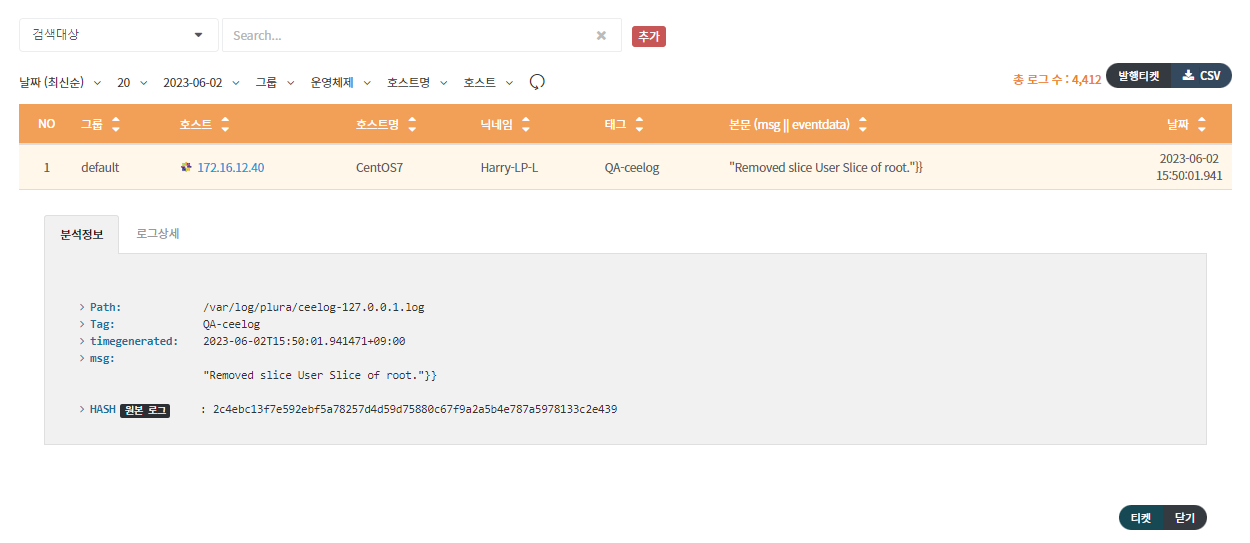 검색대상 Search... 추가
날짜 (최신순) 20 2023-06-02 그룹 운영체제 호스트명 호스트 총 로그 수 : 4,412 발행티켓 CSV
NO 그룹 호스트 호스트명 닉네임 태그 본문 (msg || eventdata) 날짜
1 default 172.16.12.40 CentOS7 Harry-LP-L QA-ceelog "Removed slice User Slice of root."}} 2023-06-02
15:50:01.941
분석정보 로그상세
Path: /var/log/plura/ceelog-127.0.0.1.log
Tag: QA-ceelog
timegenerated: 2023-06-02T15:50:01.941471+09:00
msg:
"Removed slice User Slice of root."}}
HASH 원본 로그 : 2c4ebc13f7e592ebf5a78257d4d59d75880c67f9a2a5b4e787a5978133c2e439
티켓 닫기